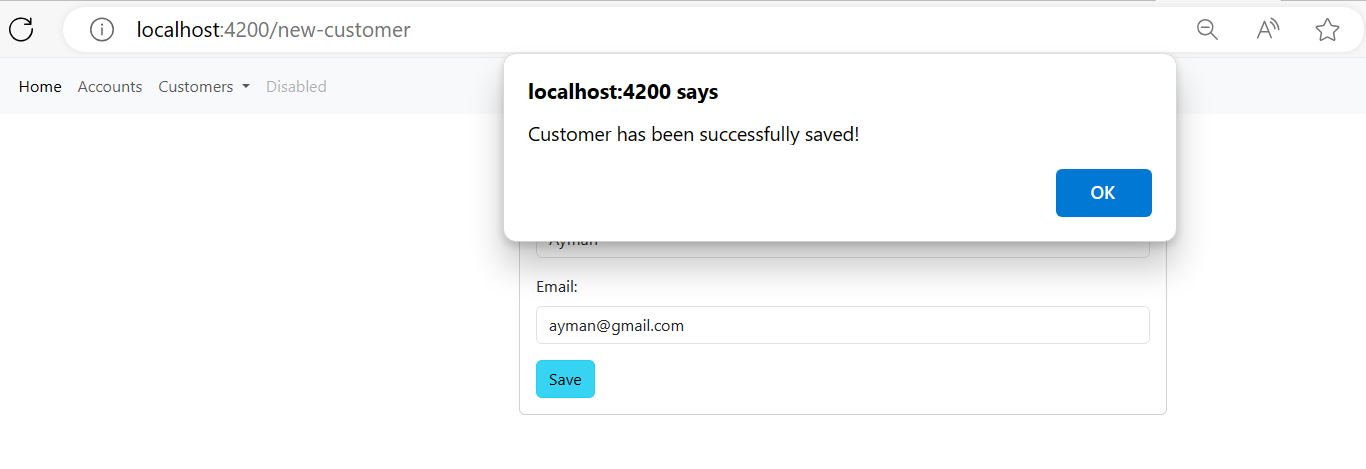 localhost:4200/new-customer
Home Accounts Customers Disabled
localhost:4200 says
Customer has been successfully saved!
OK
Ayman
Email:
ayman@gmail.com
Save